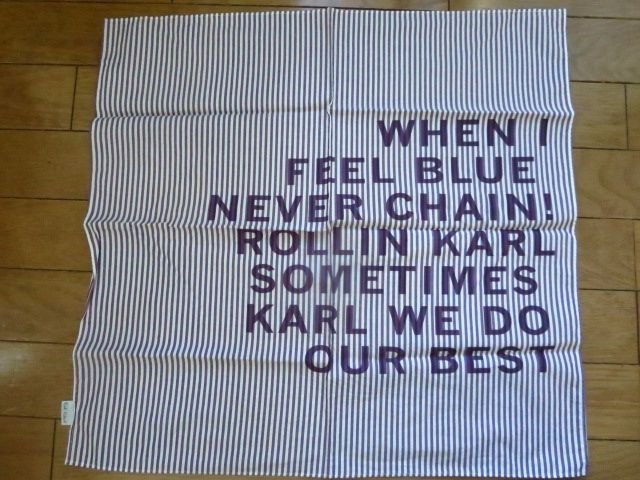 WHEN I
FEEL BLUE
NEVER CHAIN!
ROLLIN KARL
SOMETIMES
KARL WE DO
OUR BEST